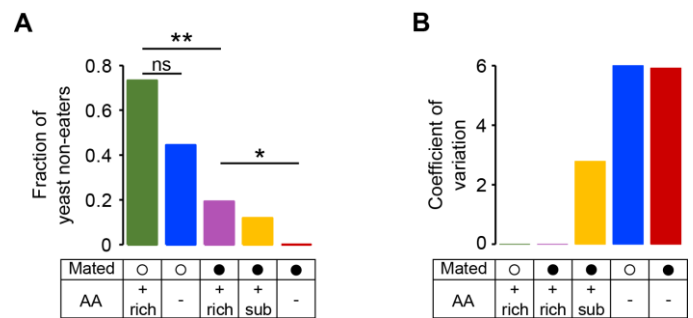 A
**
ns
*
Fraction of
yeast non-eaters
0.8
0.6
0.4
0.2
0
Mated ○ ○ ● ● ●
AA + rich - + rich + sub -
B
Coefficient of
variation
6
4
2
0
Mated ○ ● ● ○ ●
AA + rich + rich + sub - -